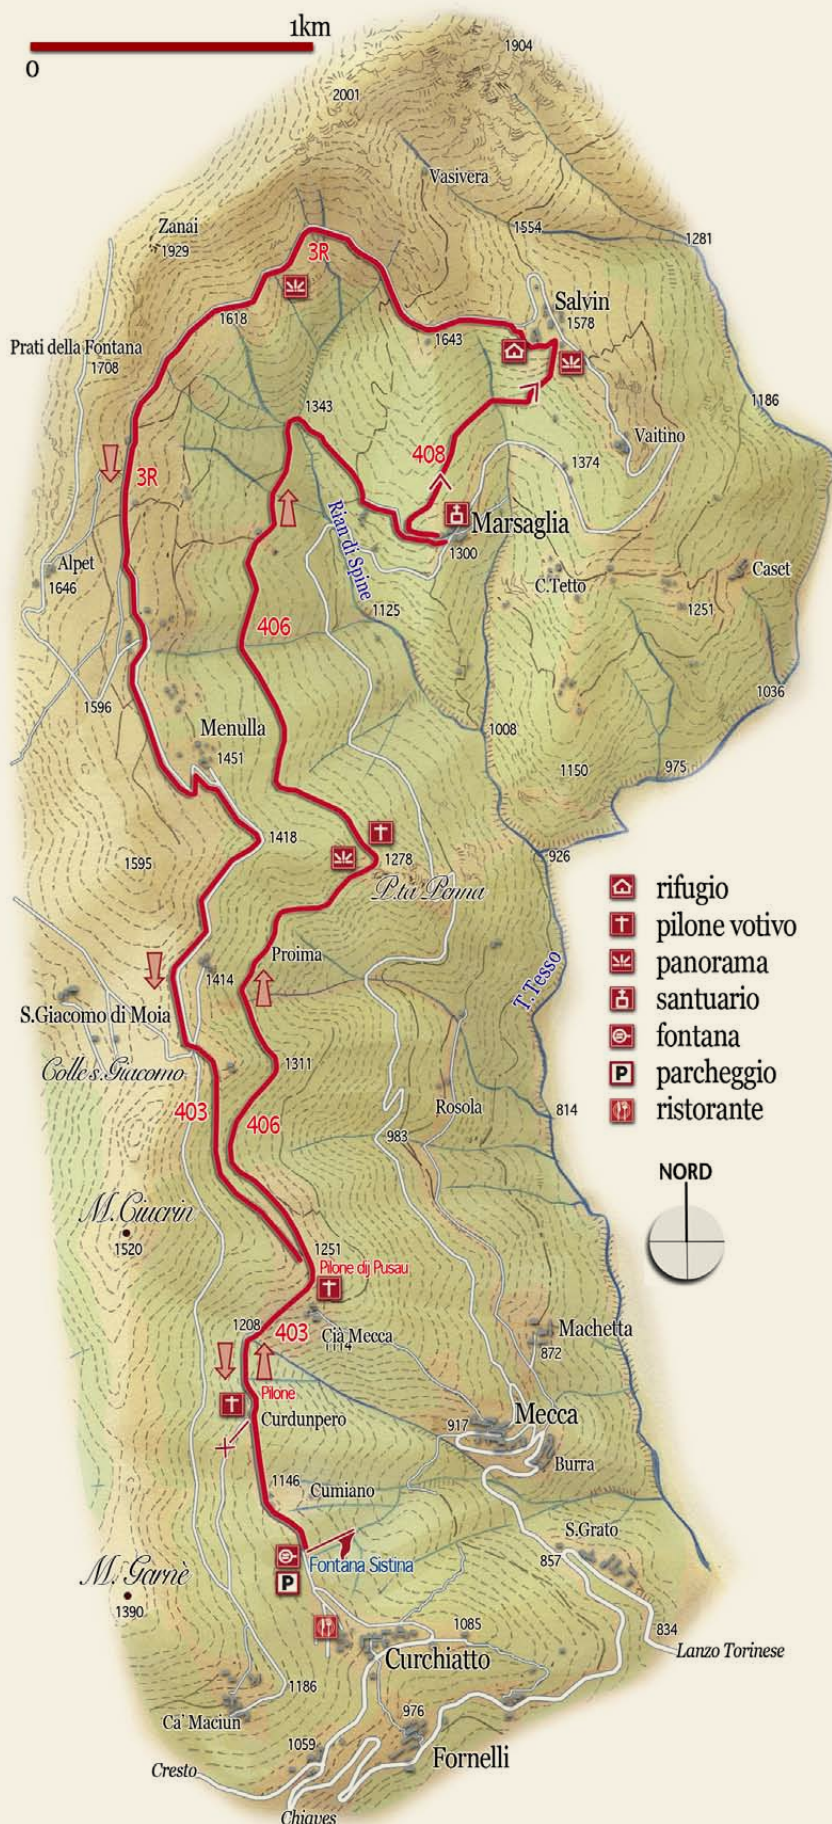 1km
0
1904
2001
Vasivera
Zanai
1929
1554
1281
3R
Salvin
1578
1618
1643
Prati della Fontana
1708
1343
1186
Vaitino
408
1374
3R
Marsaglia
Rian di Spine
1300
Alpet
1646
C.Tetto
Caset
1125
1251
406
1596
1036
Menulla
1008
1451
1150
975
1418
1595
1278
926
P.ta Penna
rifugio
pilone votivo
panorama
santuario
fontana
P
parcheggio
ristorante
Proima
1414
T.Tesso
S.Giacomo di Moia
Colle s. Giacomo
1311
403
406
Rosola
814
983
NORD
M. Ciucrin
1520
1251
Pilone dij Pusau
1208
403
Cià Mecca
1114
Machetta
872
Pilone
Curdunpero
917
Mecca
Burra
1146
Cumiano
S.Grato
857
Fontana Sistina
P
M. Garnè
1390
834
Lanzo Torinese
1085
Curchiatto
1186
Ca' Maciun
976
1059
Fornelli
Cresto
Chiaves